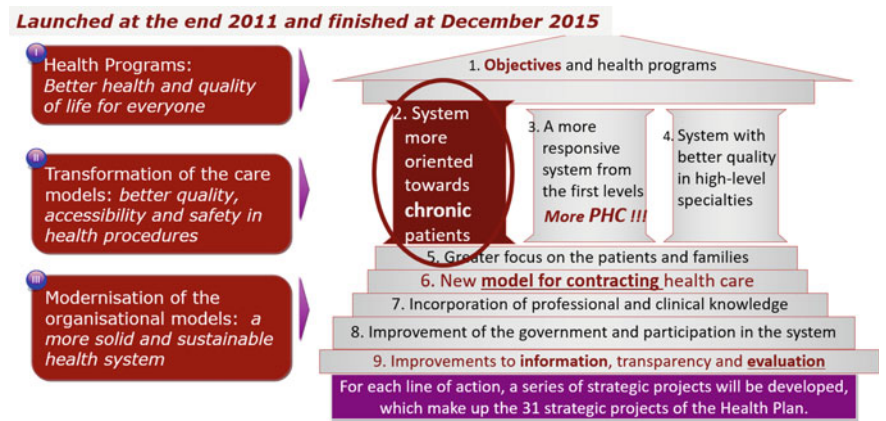 Launched at the end 2011 and finished at December 2015
I
Health Programs:
Better health and quality
of life for everyone
II
Transformation of the care
models: better quality,
accessibility and safety in
health procedures
III
Modernisation of the
organisational models: a
more solid and sustainable
health system
1. Objectives and health programs
2. System
more
oriented
towards
chronic
patients
3. A more
responsive
system from
the first levels
More PHC !!!
4. System with
better quality
in high-level
specialties
5. Greater focus on the patients and families
6. New model for contracting health care
7. Incorporation of professional and clinical knowledge
8. Improvement of the government and participation in the system
9. Improvements to information, transparency and evaluation
For each line of action, a series of strategic projects will be developed,
which make up the 31 strategic projects of the Health Plan.